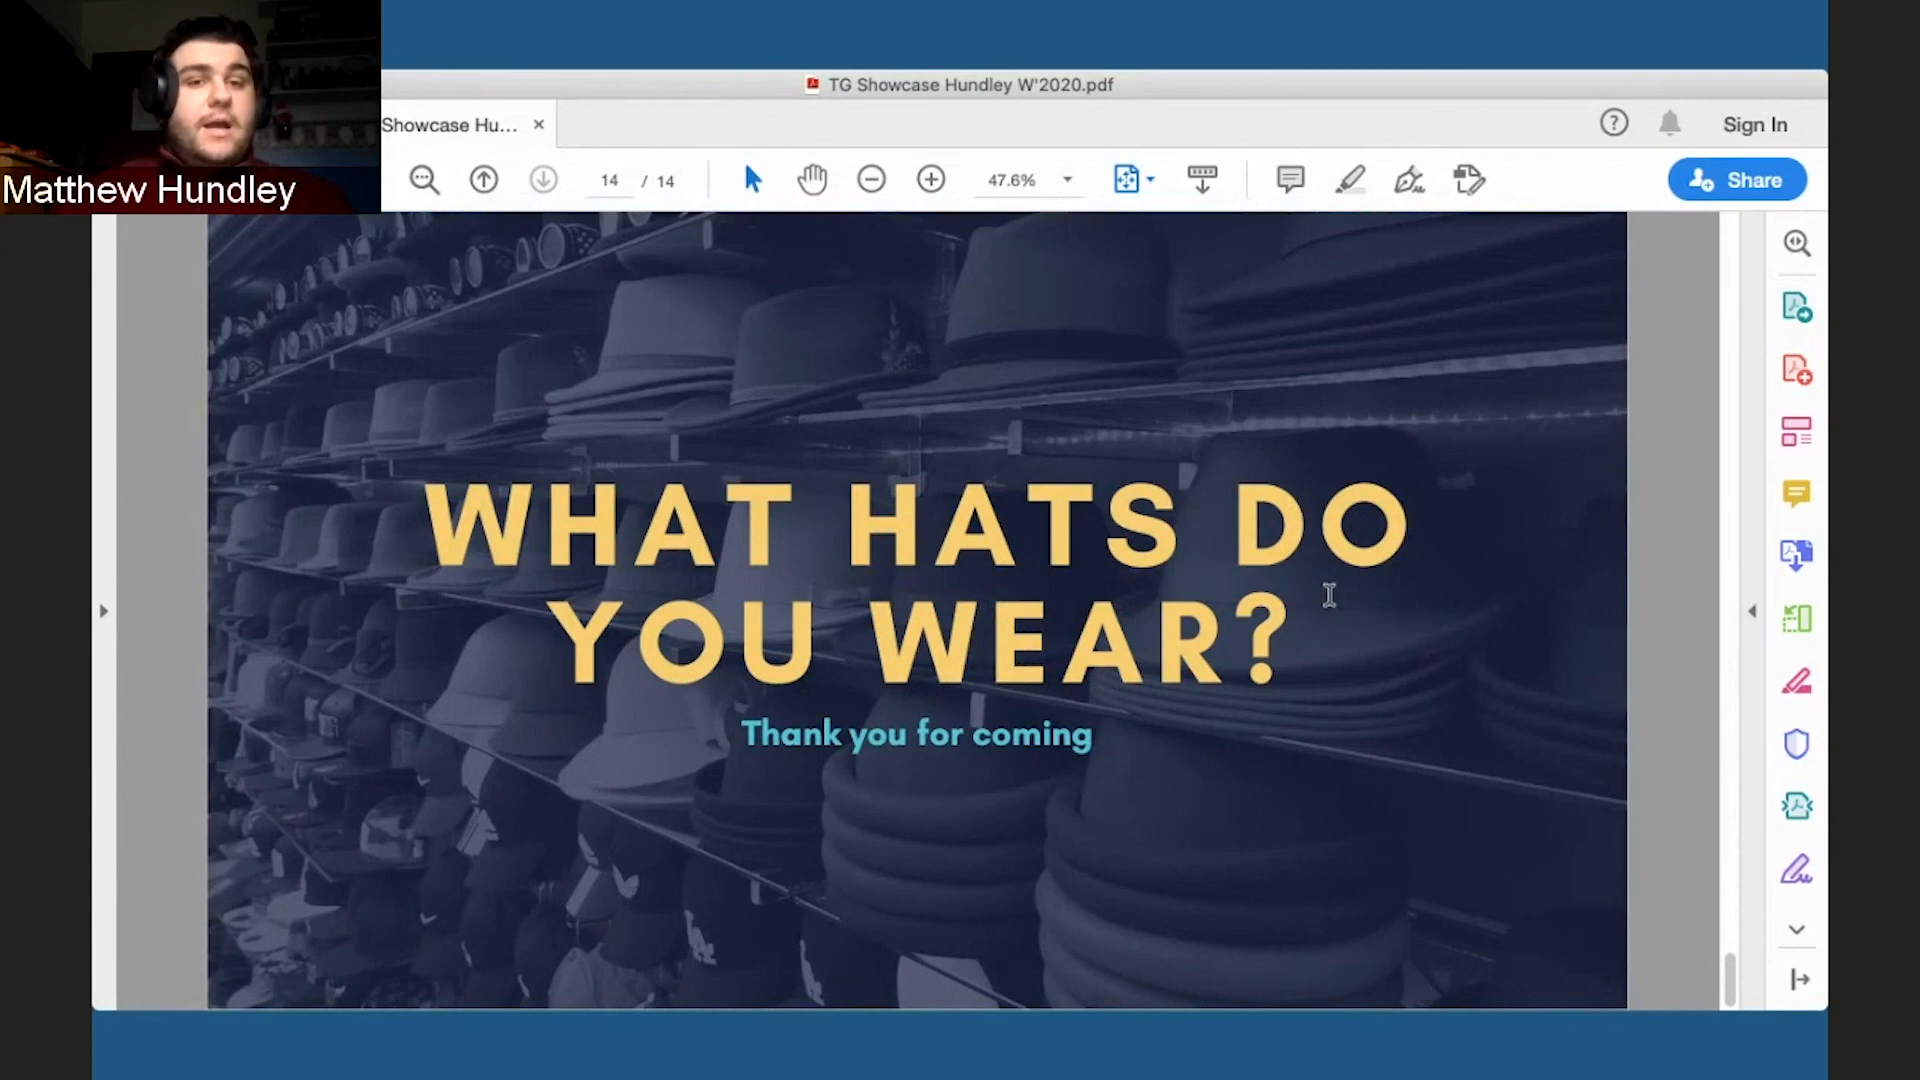 TG Showcase Hundley W'2020.pdf
Showcase Hu...
Sign In
Matthew Hundley
14 / 14
47.6%
Share
WHAT HATS DO
YOU WEAR?
Thank you for coming